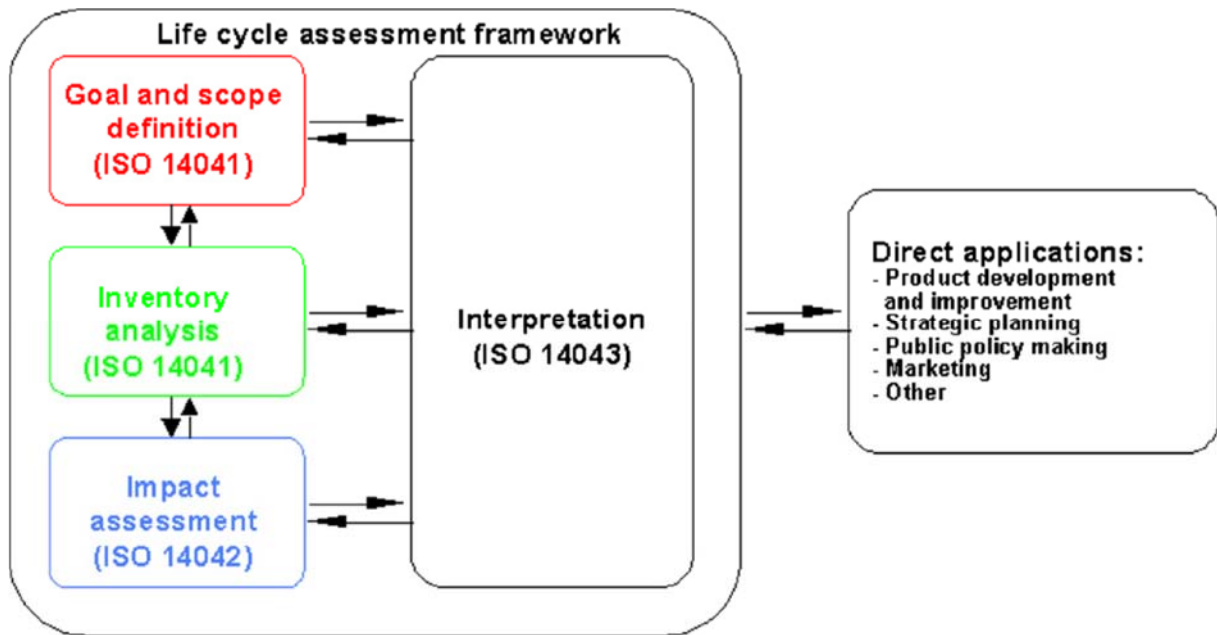 Life cycle assessment framework
Goal and scope
definition
(ISO 14041)
Inventory
analysis
(ISO 14041)
Impact
assessment
(ISO 14042)
Interpretation
(ISO 14043)
Direct applications:
- Product development
and improvement
- Strategic planning
- Public policy making
- Marketing
- Other